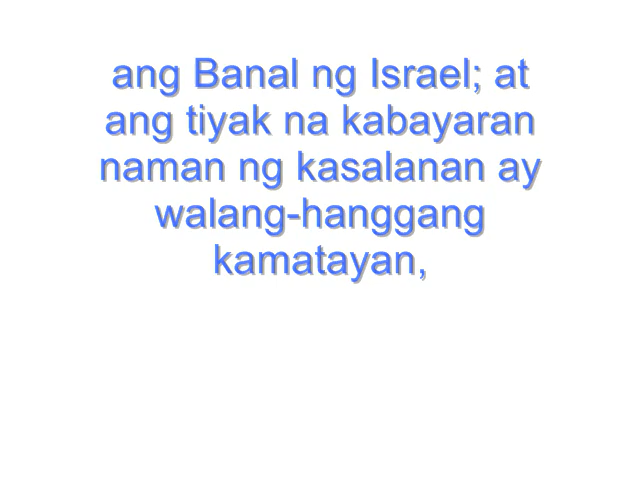 ang Banal ng Israel; at
ang tiyak na kabayaran
naman ng kasalanan ay
walang-hanggang
kamatayan,